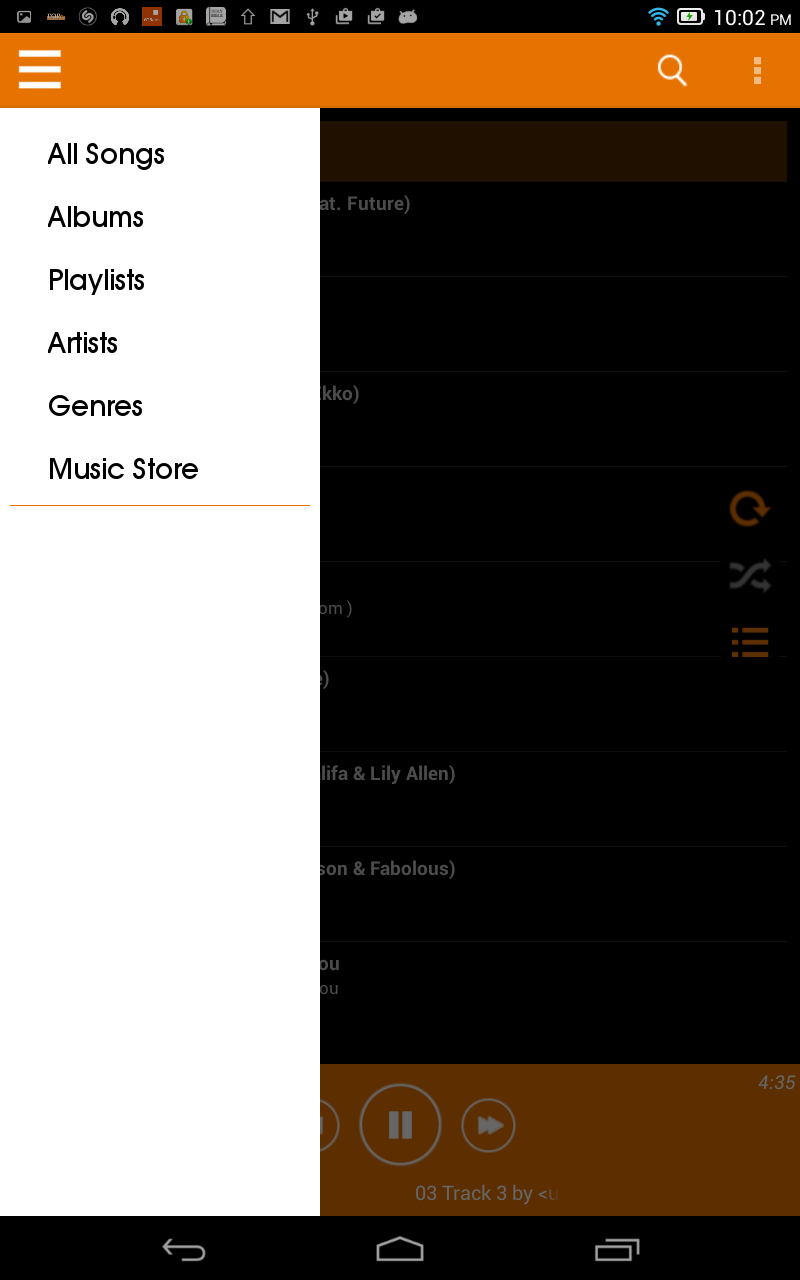 10:02 PM
All Songs
Albums
Playlists
Artists
Genres
Music Store
at. Future)
Ekko)
om )
e)
lifa & Lily Allen)
son & Fabolous)
ou
ou
4:35
03 Track 3 by <u